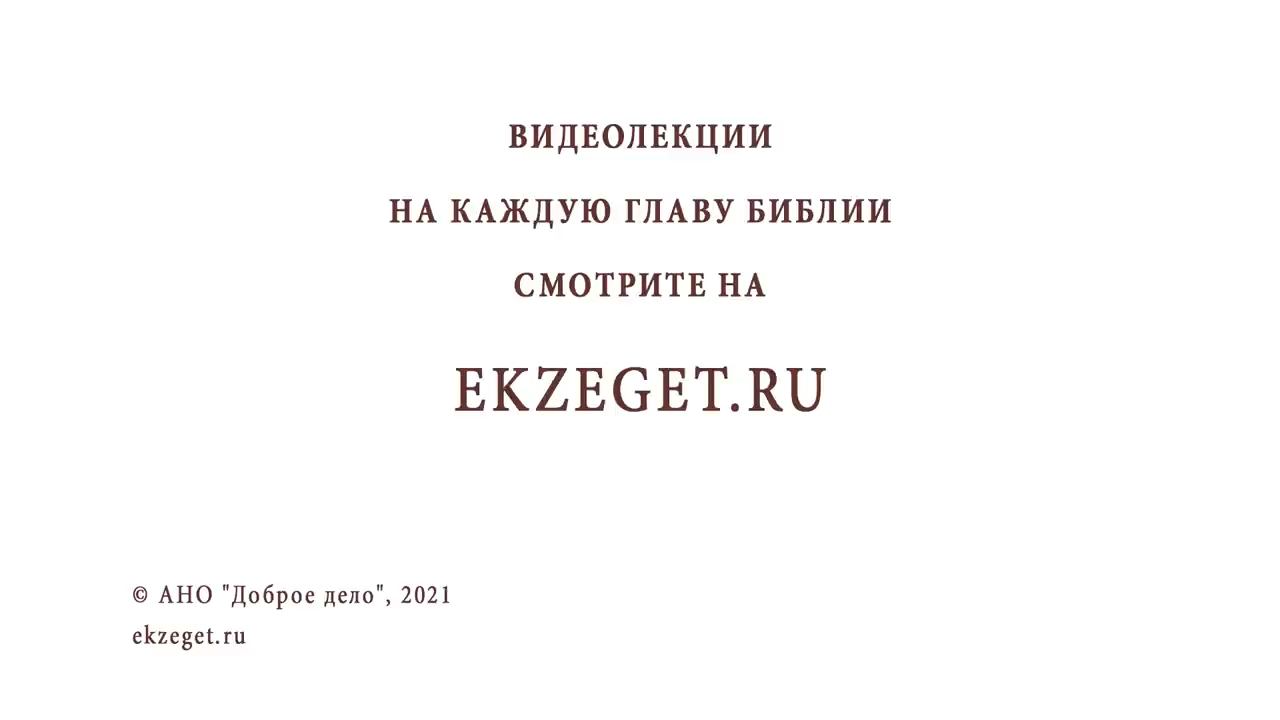 ВИДЕОЛЕКЦИИ
НА КАЖДУЮ ГЛАВУ БИБЛИИ
СМОТРИТЕ НА
EKZEGET.RU
© АНО "Доброе дело", 2021
ekzeget.ru